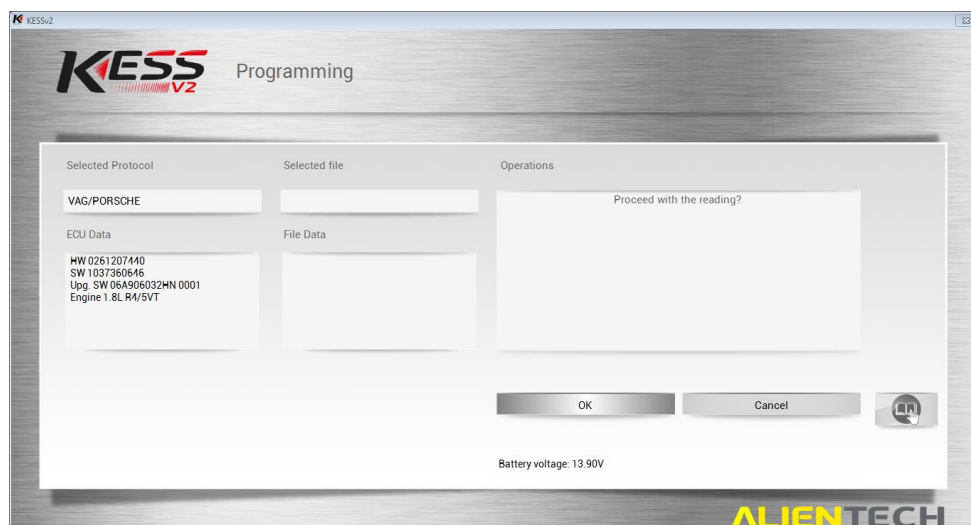 KESSv2
KESS V2
Programming
Selected Protocol
Selected file
Operations
VAG/PORSCHE
Proceed with the reading?
ECU Data
File Data
HW 0261207440
SW 1037360646
Upg. SW 06A906032HN 0001
Engine 1.8L R4/5VT
OK
Cancel
Battery voltage: 13.90V
ALIENTECH